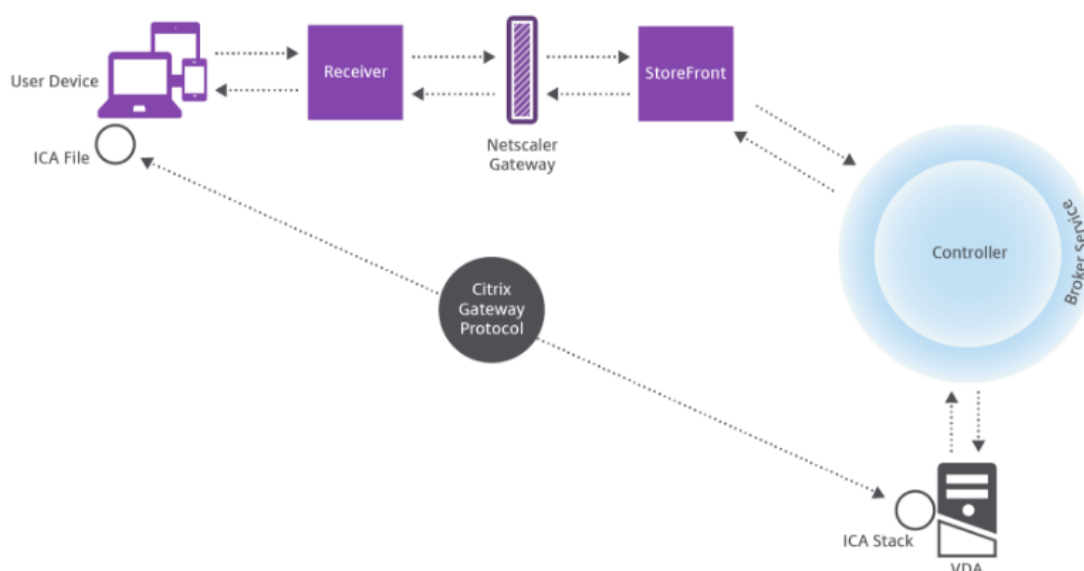 User Device
Receiver
StoreFront
Netscaler
Gateway
ICA File
Broker Service
Controller
Citrix
Gateway
Protocol
ICA Stack
VDA